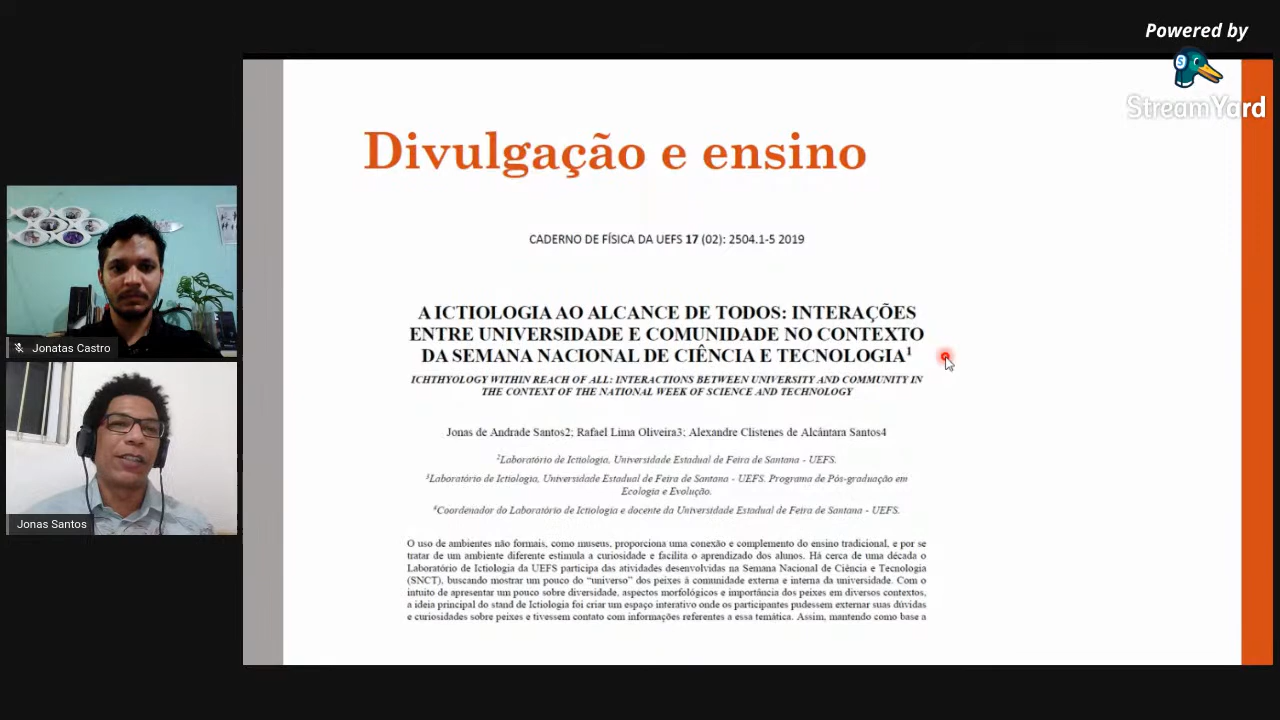 Powered by
StreamYard
Divulgação e ensino
CADERNO DE FÍSICA DA UEFS 17 (02): 2504.1-5 2019
A ICTIOLOGIA AO ALCANCE DE TODOS: INTERAÇÕES
ENTRE UNIVERSIDADE E COMUNIDADE NO CONTEXTO
DA SEMANA NACIONAL DE CIÊNCIA E TECNOLOGIA¹
ICHTHYOLOGY WITHIN REACH OF ALL: INTERACTIONS BETWEEN UNIVERSITY AND COMMUNITY IN
THE CONTEXT OF THE NATIONAL WEEK OF SCIENCE AND TECHNOLOGY
Jonas de Andrade Santos2; Rafael Lima Oliveira3; Alexandre Clistenes de Alcântara Santos4
²Laboratório de Ictiologia, Universidade Estadual de Feira de Santana - UEFS.
³Laboratório de Ictiologia, Universidade Estadual de Feira de Santana - UEFS. Programa de Pós-graduação em
Ecologia e Evolução.
⁴Coordenador do Laboratório de Ictiologia e docente da Universidade Estadual de Feira de Santana - UEFS.
O uso de ambientes não formais, como museus, proporciona uma conexão e complemento do ensino tradicional, e por se
tratar de um ambiente diferente estimula a curiosidade e facilita o aprendizado dos alunos. Há cerca de uma década o
Laboratório de Ictiologia da UEFS participa das atividades desenvolvidas na Semana Nacional de Ciência e Tecnologia
(SNCT), buscando mostrar um pouco do “universo” dos peixes à comunidade externa e interna da universidade. Com o
intuito de apresentar um pouco sobre diversidade, aspectos morfológicos e importância dos peixes em diversos contextos,
a ideia principal do stand de Ictiologia foi criar um espaço interativo onde os participantes pudessem externar suas dúvidas
e curiosidades sobre peixes e tivessem contato com informações referentes a essa temática. Assim, mantendo como base a
Jonatas Castro
Jonas Santos